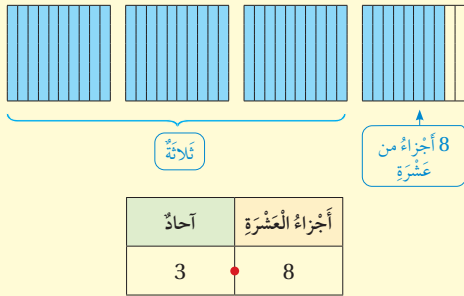 8 أَجْزاءُ من
عَشْرَةِ
ثَلاثَةٌ
آحادٌ أَجْزاءُ الْعَشْرَةِ
3 8